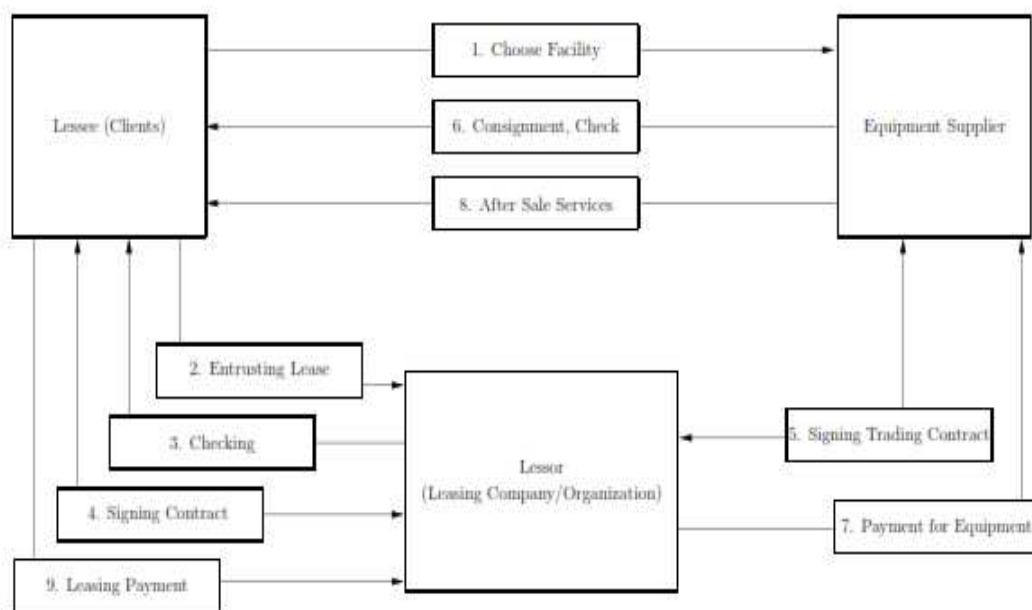 1. Choose Facility
Lessee (Clients)
6. Consignment, Check
Equipment Supplier
8. After Sale Services
2. Entrusting Lease
3. Checking
5. Signing Trading Contract
Lessor
(Leasing Company/Organization)
4. Signing Contract
7. Payment for Equipment
9. Leasing Payment